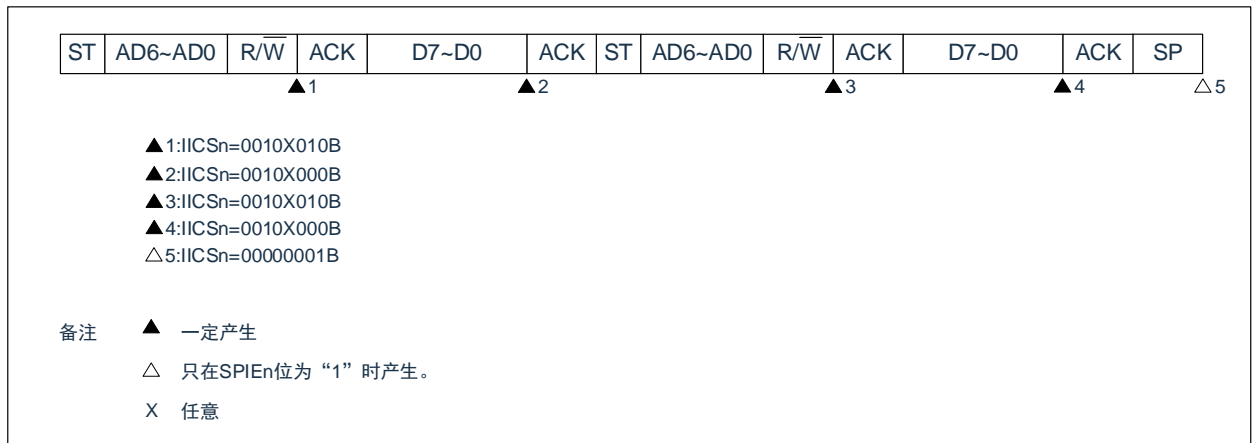 ST AD6~AD0 R/W ACK D7~D0 ACK ST AD6~AD0 R/W ACK D7~D0 ACK SP
▲1 ▲2 ▲3 ▲4 △5
▲1:IICSn=0010X010B
▲2:IICSn=0010X000B
▲3:IICSn=0010X010B
▲4:IICSn=0010X000B
△5:IICSn=00000001B
备注 ▲ 一定产生
△ 只在SPIEn位为“1”时产生。
X 任意